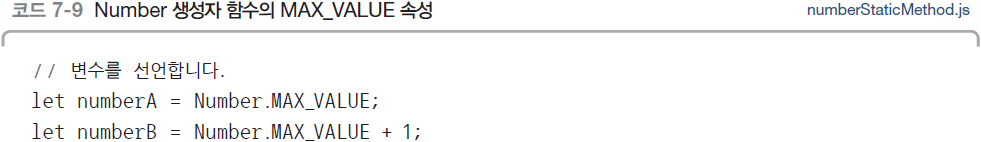 코드 7-9 Number 생성자 함수의 MAX_VALUE 속성 numberStaticMethod.js
// 변수를 선언합니다.
let numberA = Number.MAX_VALUE;
let numberB = Number.MAX_VALUE + 1;